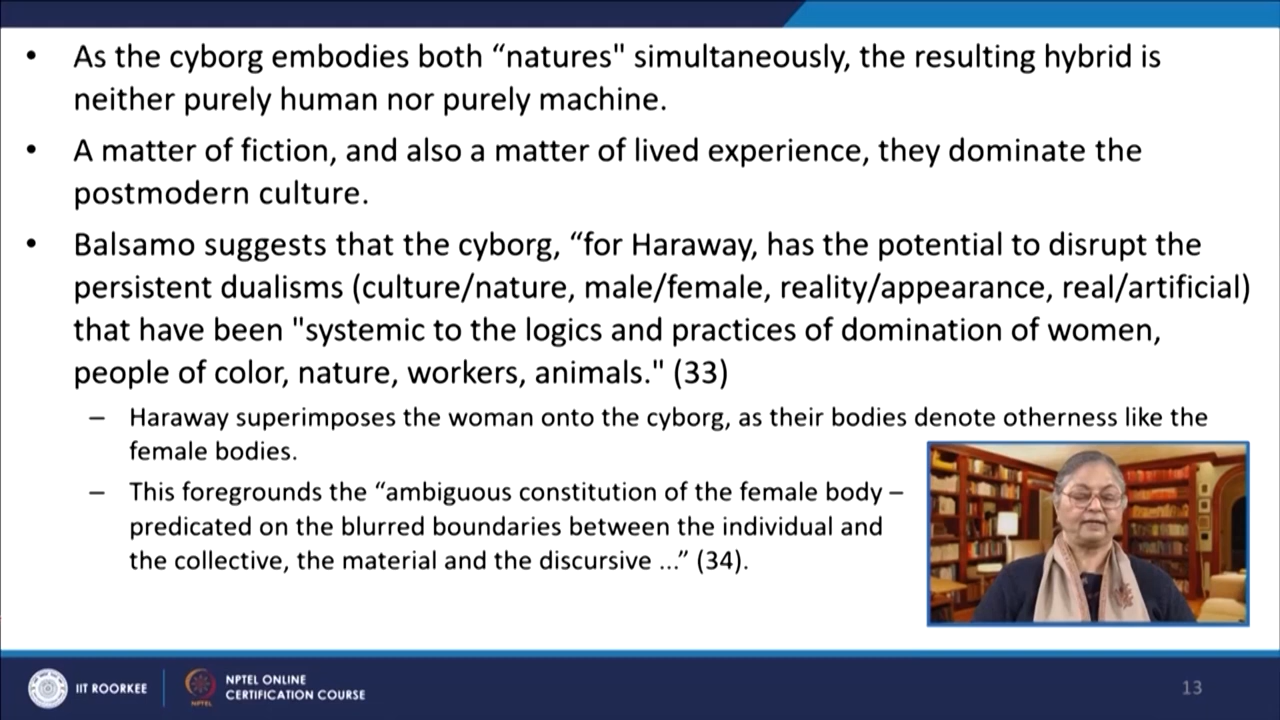 • As the cyborg embodies both “natures" simultaneously, the resulting hybrid is
neither purely human nor purely machine.
• A matter of fiction, and also a matter of lived experience, they dominate the
postmodern culture.
• Balsamo suggests that the cyborg, “for Haraway, has the potential to disrupt the
persistent dualisms (culture/nature, male/female, reality/appearance, real/artificial)
that have been "systemic to the logics and practices of domination of women,
people of color, nature, workers, animals." (33)
– Haraway superimposes the woman onto the cyborg, as their bodies denote otherness like the
female bodies.
– This foregrounds the “ambiguous constitution of the female body –
predicated on the blurred boundaries between the individual and
the collective, the material and the discursive ...” (34).
IIT ROORKEE
NPTEL
NPTEL ONLINE
CERTIFICATION COURSE
13